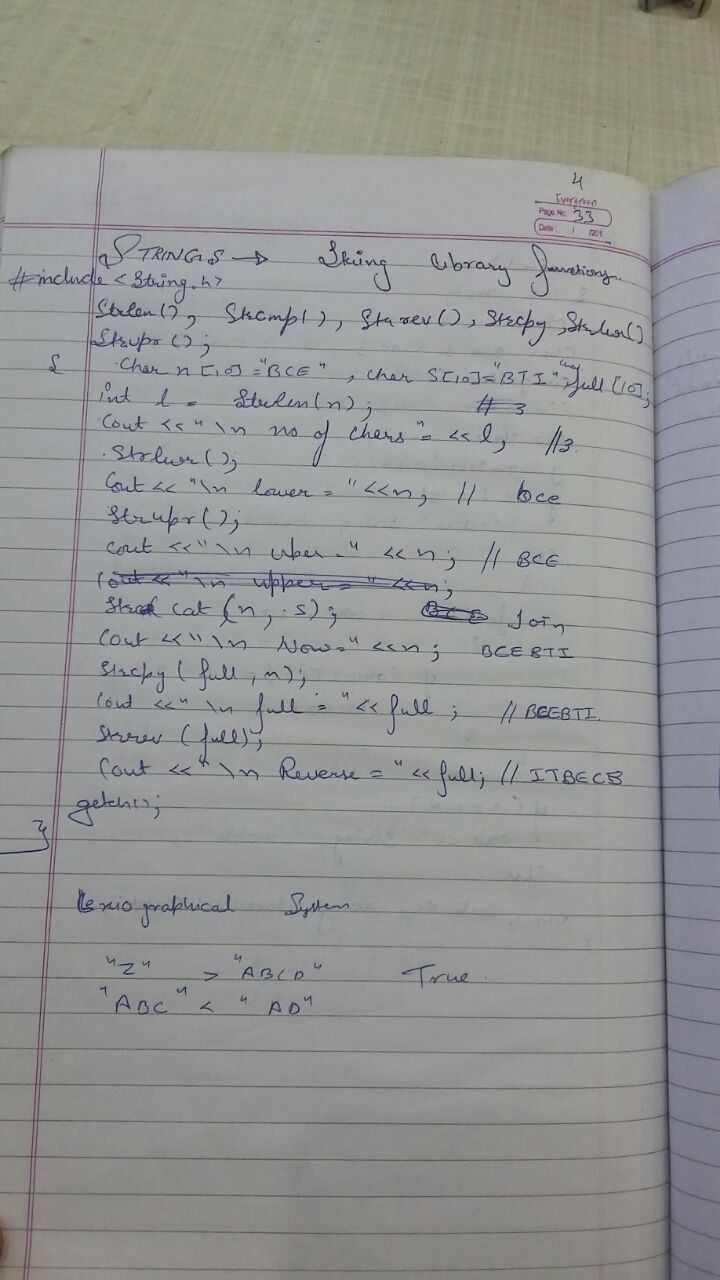 4
Evergreen
Page No. 33
Date: / /201
STRINGS → String library functions.
#include <String.h>
Strlen(), Strcmp(), Strrev(), Strcpy, Strlwr()
Strupr();
{ Char n[10]="BCE", char S[10]="BTI", char full[10];
int l = Strlen(n); // 3
Cout <<"\n no of chars"= <<l; //3.
.Strlwr();
Cout << "\n lower = "<<n; // bce
Strupr();
cout <<"\n uper=" <<n; // BCE
Cout <<"\n upper = " <<n;
Strcat(n, s); BCE Join
Cout <<"\n Now=" <<n; BCEBTI
Strcpy(full, n);
Cout <<"\n full = "<< full ; // BCEBTI.
Strrev (full);
Cout <<"\n Reverse = "<< full; // ITBECB
getch();
}
Lexiographical System
"Z" > "ABCD" True.
"ABC" < "AD"